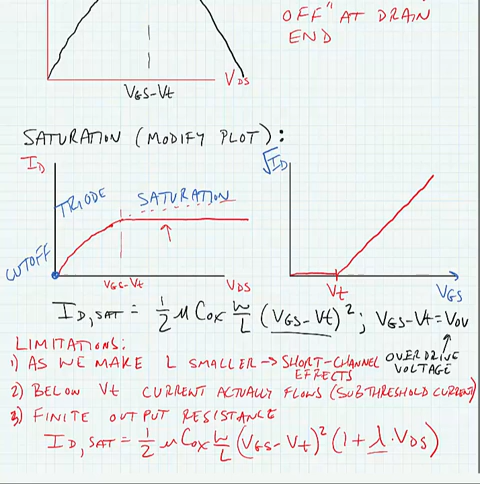 OFF" AT DRAIN
END
VDS
VGS-Vt
SATURATION (MODIFY PLOT):
ID
TRIODE
SATURATION
CUTOFF
VGS-Vt
VDS
√ID
Vt
VGS
ID,SAT = 1/2 μ Cox W/L (VGS-Vt)²; VGS-Vt = VOV
OVERDRIVE
VOLTAGE
LIMITATIONS:
1) AS WE MAKE L SMALLER → SHORT-CHANNEL
EFFECTS
2) BELOW Vt CURRENT ACTUALLY FLOWS (SUBTHRESHOLD CURRENT)
3) FINITE OUTPUT RESISTANCE
ID,SAT = 1/2 μ Cox W/L (VGS-Vt)² (1+λ·VDS)